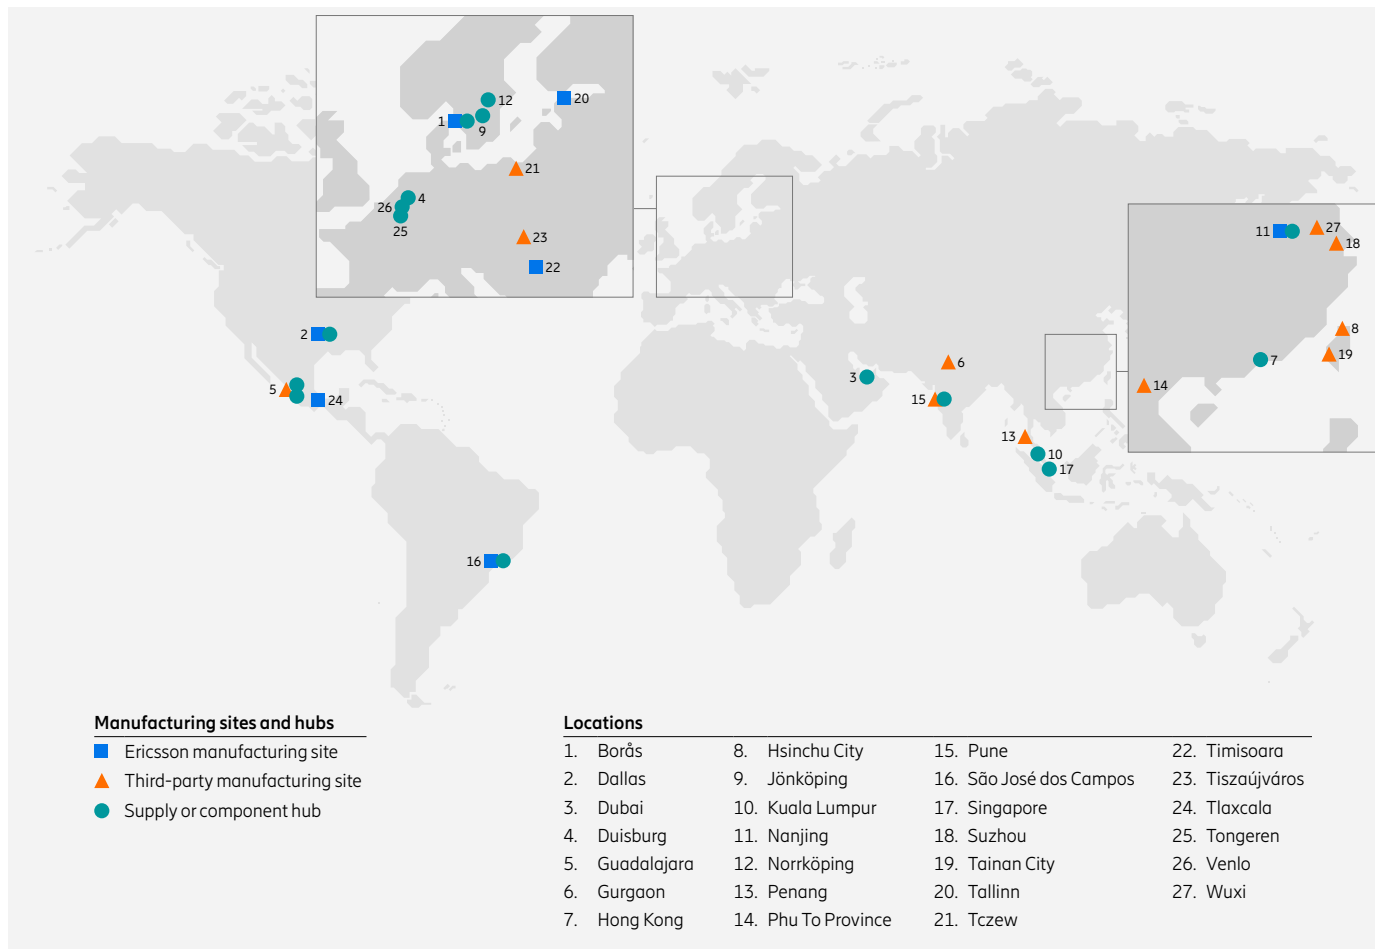 12
20
1
9
21
4
26
25
23
22
11
27
18
8
7
19
14
2
5
24
3
6
15
13
10
17
16
Manufacturing sites and hubs
Ericsson manufacturing site
Third-party manufacturing site
Supply or component hub
Locations
1. Borås
2. Dallas
3. Dubai
4. Duisburg
5. Guadalajara
6. Gurgaon
7. Hong Kong
8. Hsinchu City
9. Jönköping
10. Kuala Lumpur
11. Nanjing
12. Norrköping
13. Penang
14. Phu To Province
15. Pune
16. São José dos Campos
17. Singapore
18. Suzhou
19. Tainan City
20. Tallinn
21. Tczew
22. Timisoara
23. Tiszaújváros
24. Tlaxcala
25. Tongeren
26. Venlo
27. Wuxi